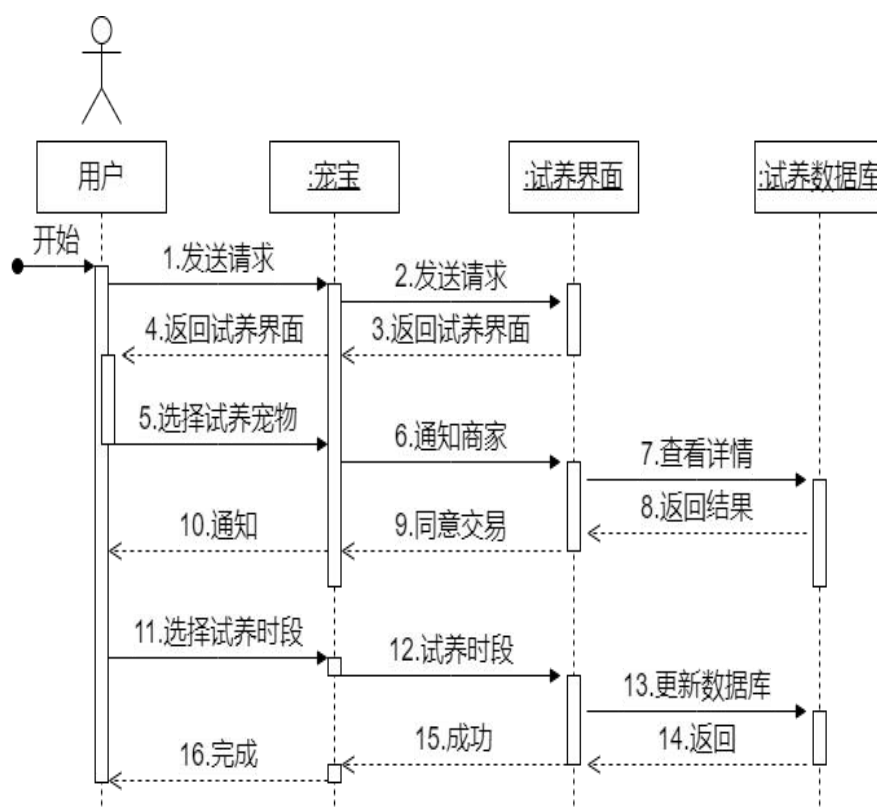 用户
:宠宝
:试养界面
:试养数据库
开始
1.发送请求
2.发送请求
4.返回试养界面
3.返回试养界面
5.选择试养宠物
6.通知商家
7.查看详情
8.返回结果
10.通知
9.同意交易
11.选择试养时段
12.试养时段
13.更新数据库
16.完成
15.成功
14.返回